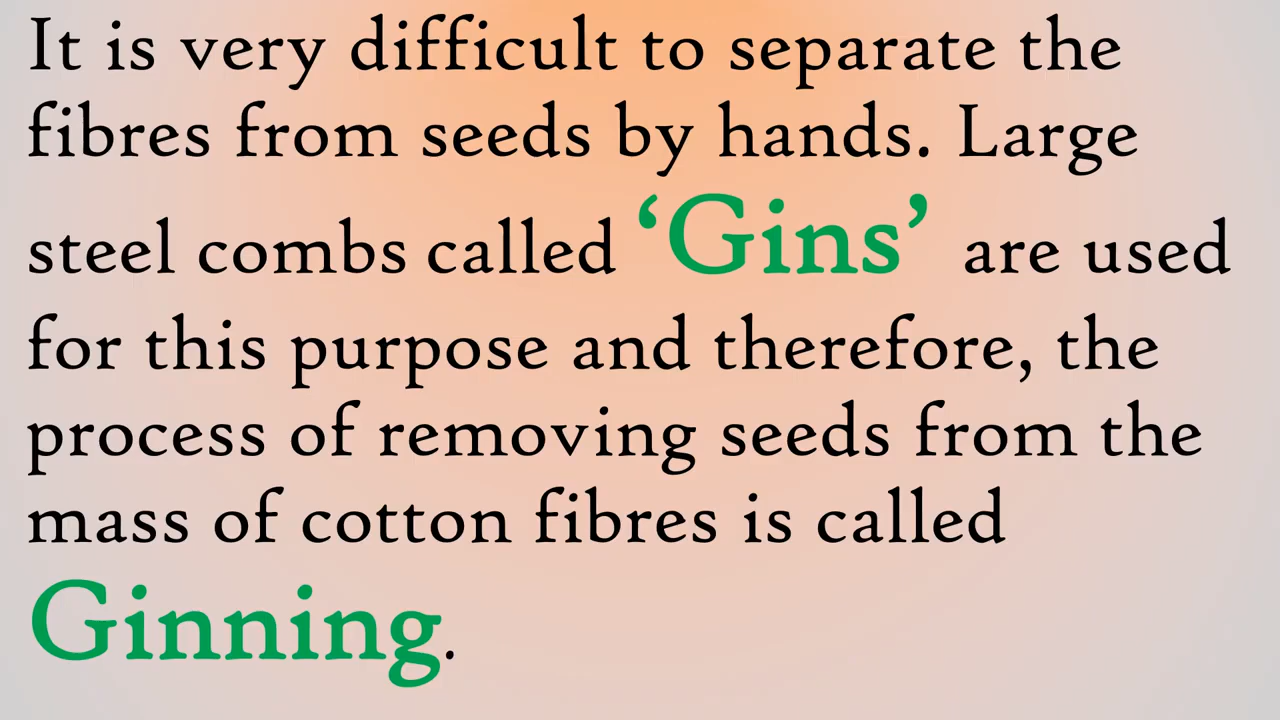 It is very difficult to separate the
fibres from seeds by hands. Large
steel combs called ‘Gins’ are used
for this purpose and therefore, the
process of removing seeds from the
mass of cotton fibres is called
Ginning.